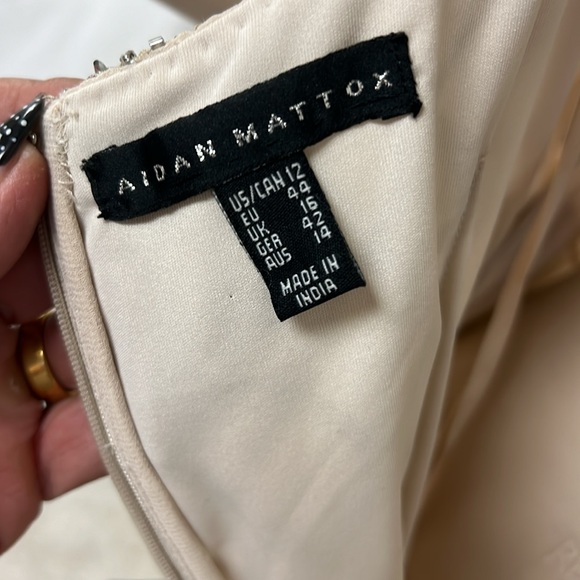 AIDAN MATTOX
US/CAN 12
EU 44
UK 16
GER 42
AUS 14
MADE IN
INDIA